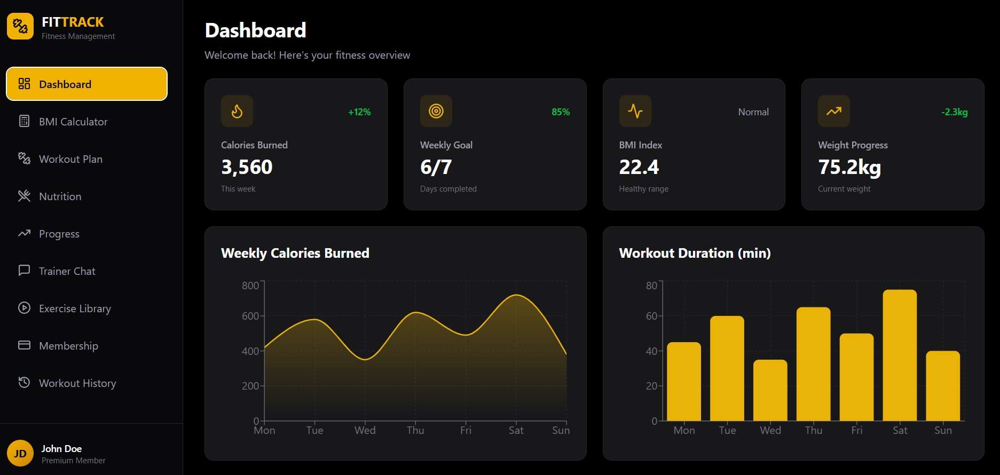 FITTRACK
Fitness Management
Dashboard
BMI Calculator
Workout Plan
Nutrition
Progress
Trainer Chat
Exercise Library
Membership
Workout History
JD
John Doe
Premium Member
Dashboard
Welcome back! Here's your fitness overview
+12%
Calories Burned
3,560
This week
85%
Weekly Goal
6/7
Days completed
Normal
BMI Index
22.4
Healthy range
-2.3kg
Weight Progress
75.2kg
Current weight
Weekly Calories Burned
800
600
400
200
0
Mon Tue Wed Thu Fri Sat Sun
Workout Duration (min)
80
60
40
20
0
Mon Tue Wed Thu Fri Sat Sun